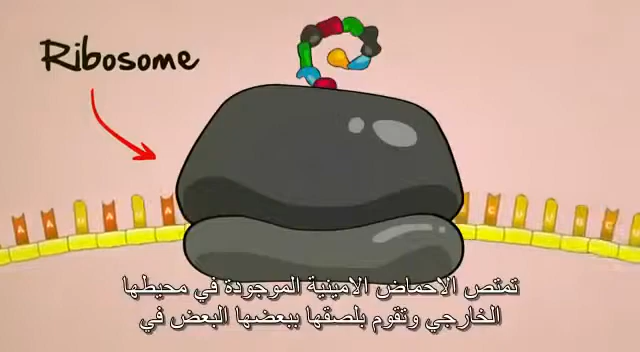 Ribosome
A A U U A C U U C U
تمتص الاحماض الامينية الموجودة في محيطها
الخارجي وتقوم بلصقها ببعضها البعض في